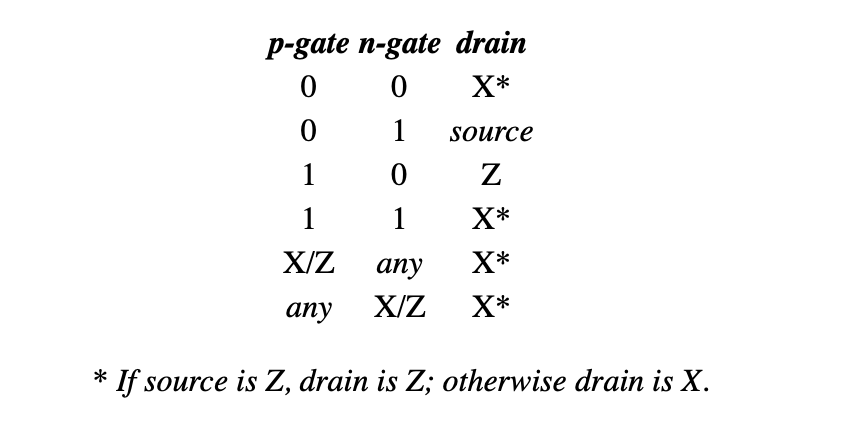 p-gate n-gate drain
0 0 X*
0 1 source
1 0 Z
1 1 X*
X/Z any X*
any X/Z X*
* If source is Z, drain is Z; otherwise drain is X.